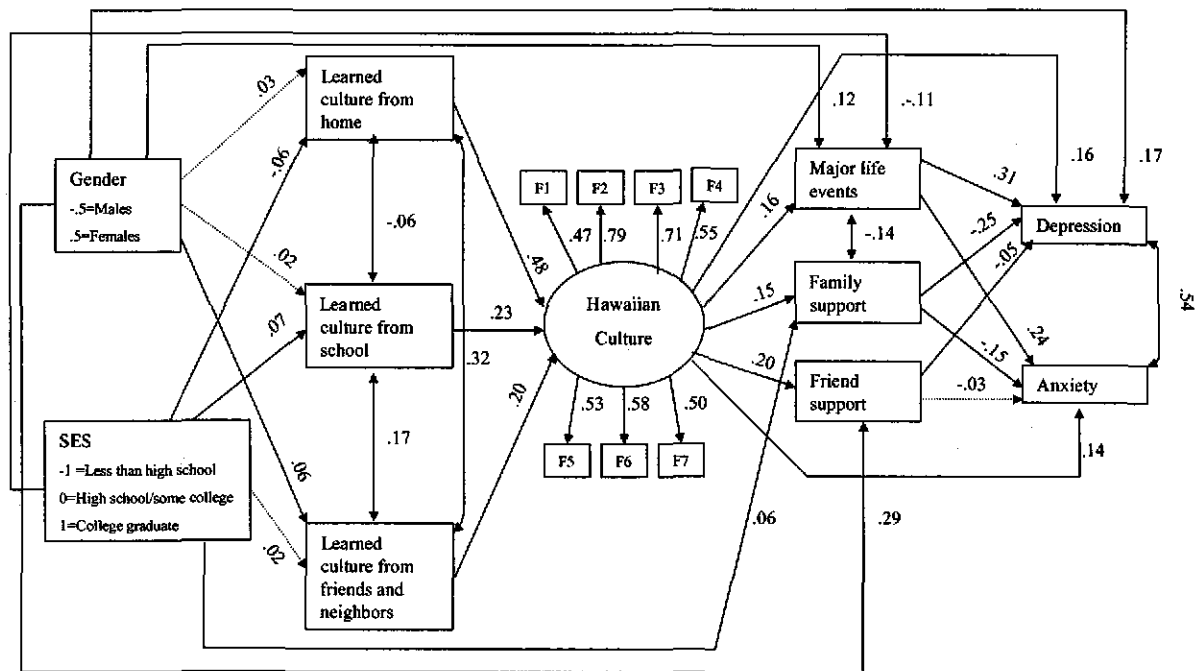 Gender
-.5=Males
.5=Females
SES
-1 =Less than high school
0=High school/some college
1=College graduate
.03
-.06
.02
.07
.06
.02
Learned
culture from
home
-.06
Learned
culture from
school
.17
Learned
culture from
friends and
neighbors
.32
.48
.23
.20
F1
F2
F3
F4
.47
.79
.71
.55
Hawaiian
Culture
.53
.58
.50
F5
F6
F7
.12
.-.11
.16
.15
.20
.06
.29
.14
Major life
events
-.14
Family
support
Friend
support
.31
-.25
-.05
.24
-.15
-.03
.16
.17
Depression
.54
Anxiety